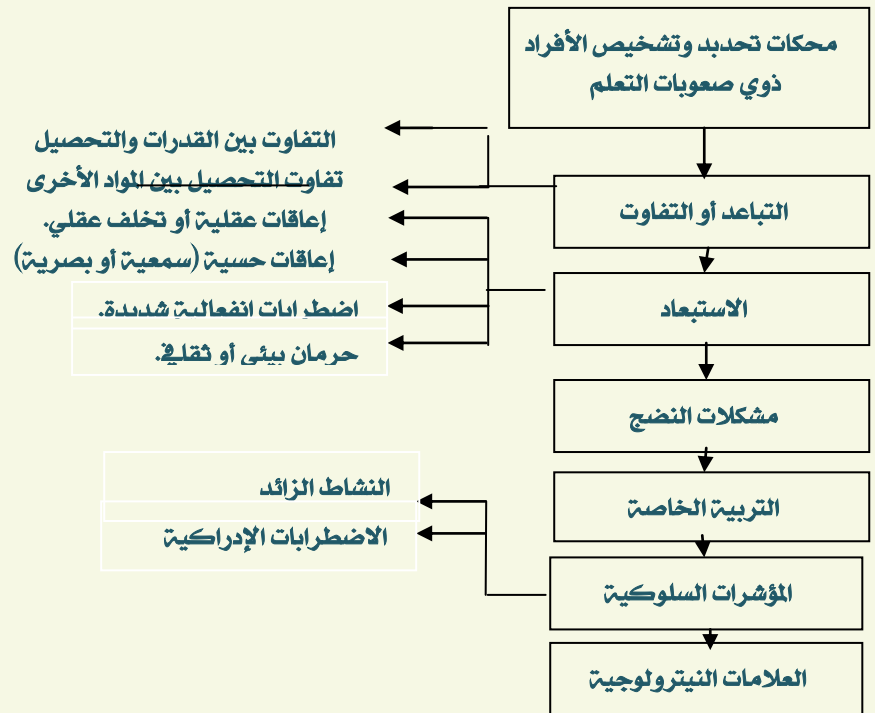 محكات تحديد وتشخيص الأفراد
ذوي صعوبات التعلم
التباعد أو التفاوت
التفاوت بين القدرات والتحصيل
تفاوت التحصيل بين المواد الأخرى
الاستبعاد
إعاقات عقلية أو تخلف عقلي.
إعاقات حسية (سمعية أو بصرية)
اضطرابات انفعالية شديدة.
حرمان بيئي أو ثقافي.
مشكلات النضج
التربية الخاصة
المؤشرات السلوكية
النشاط الزائد
الاضطرابات الإدراكية
العلامات النيترولوجية